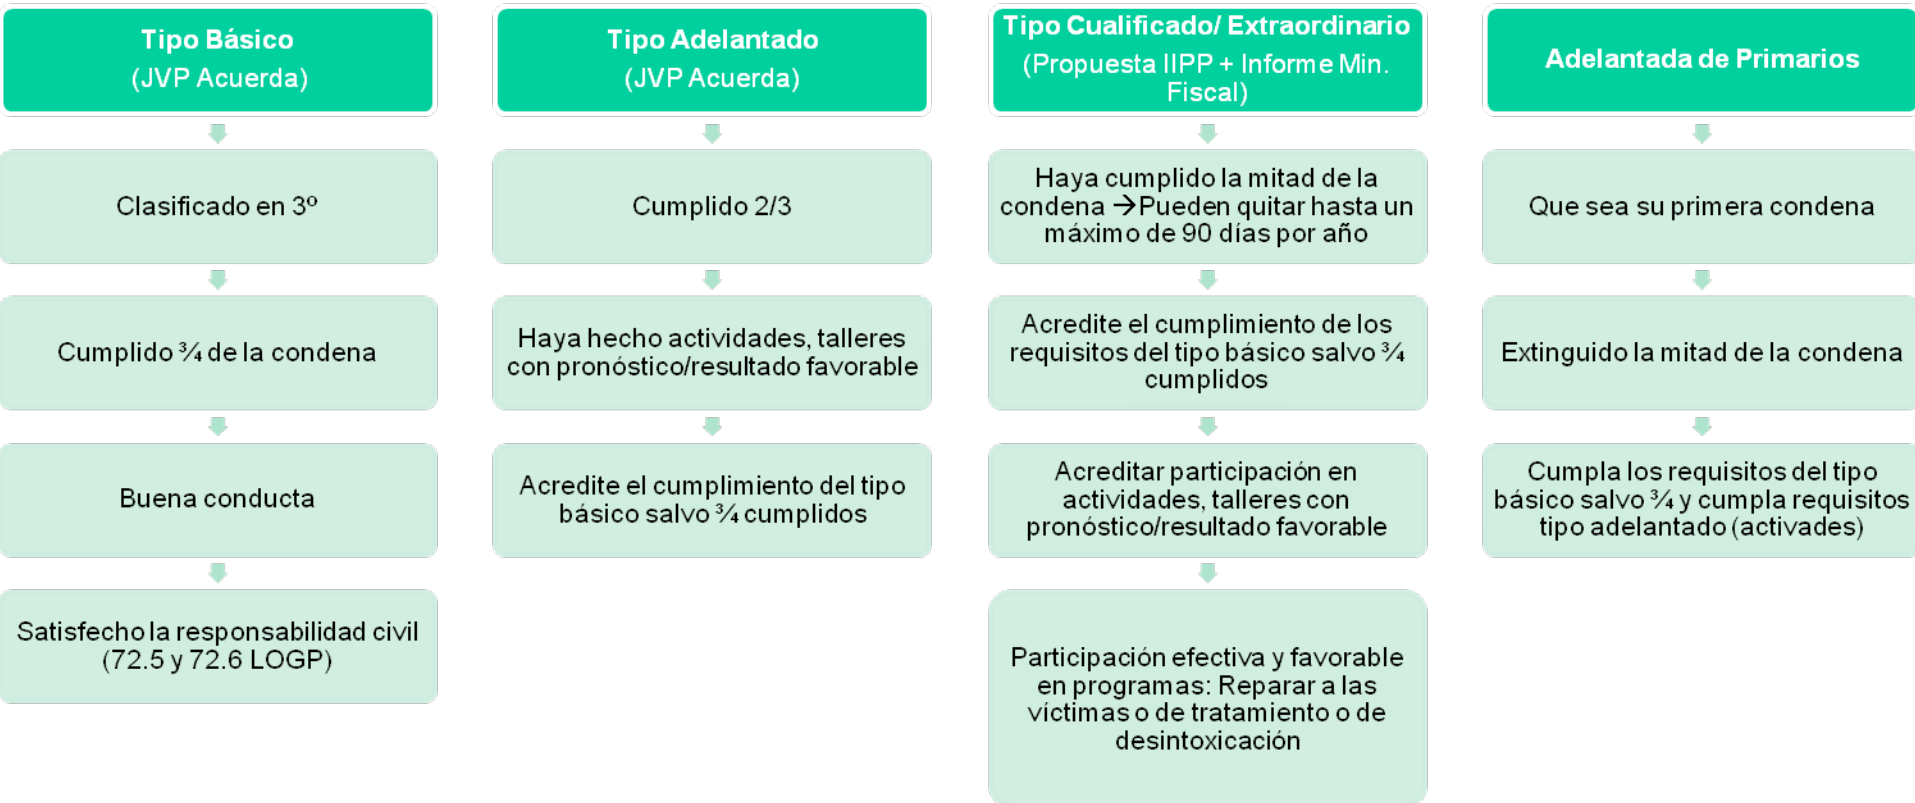 Tipo Básico
(JVP Acuerda)
Clasificado en 3º
Cumplido ¾ de la condena
Buena conducta
Satisfecho la responsabilidad civil
(72.5 y 72.6 LOGP)
Tipo Adelantado
(JVP Acuerda)
Cumplido 2/3
Haya hecho actividades, talleres
con pronóstico/resultado favorable
Acredite el cumplimiento del tipo
básico salvo ¾ cumplidos
Tipo Cualificado/ Extraordinario
(Propuesta IIPP + Informe Min.
Fiscal)
Haya cumplido la mitad de la
condena →Pueden quitar hasta un
máximo de 90 días por año
Acredite el cumplimiento de los
requisitos del tipo básico salvo ¾
cumplidos
Acreditar participación en
actividades, talleres con
pronóstico/resultado favorable
Participación efectiva y favorable
en programas: Reparar a las
víctimas o de tratamiento o de
desintoxicación
Adelantada de Primarios
Que sea su primera condena
Extinguido la mitad de la condena
Cumpla los requisitos del tipo
básico salvo ¾ y cumpla requisitos
tipo adelantado (activades)